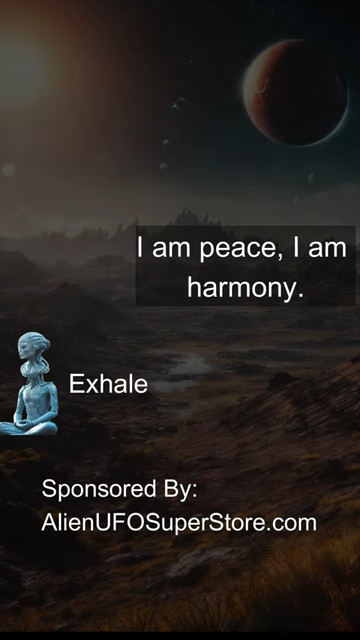 I am peace, I am
harmony.
Exhale
Sponsored By:
AlienUFOSuperStore.com